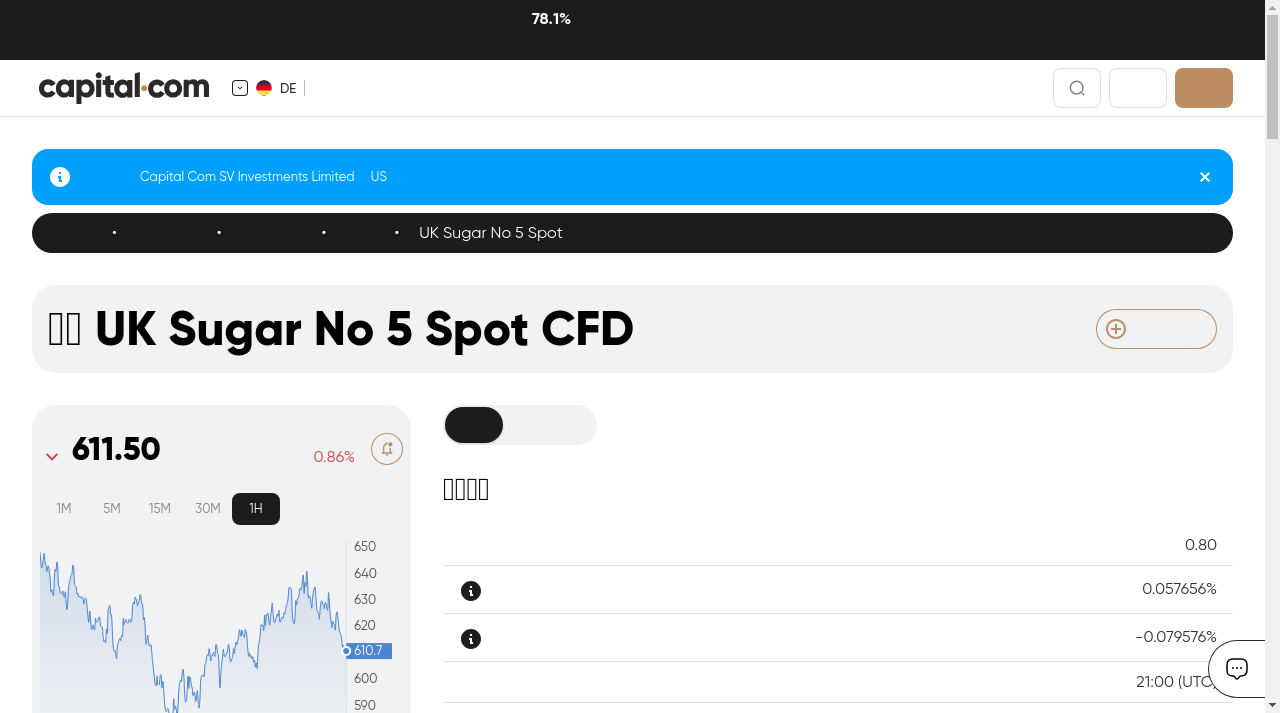 78.1%
capital.com
DE
Capital Com SV Investments Limited US
UK Sugar No 5 Spot
UK Sugar No 5 Spot CFD
611.50
0.86%
1M 5M 15M 30M 1H
650
640
630
620
610.7
600
590
0.80
0.057656%
-0.079576%
21:00 (UTC)